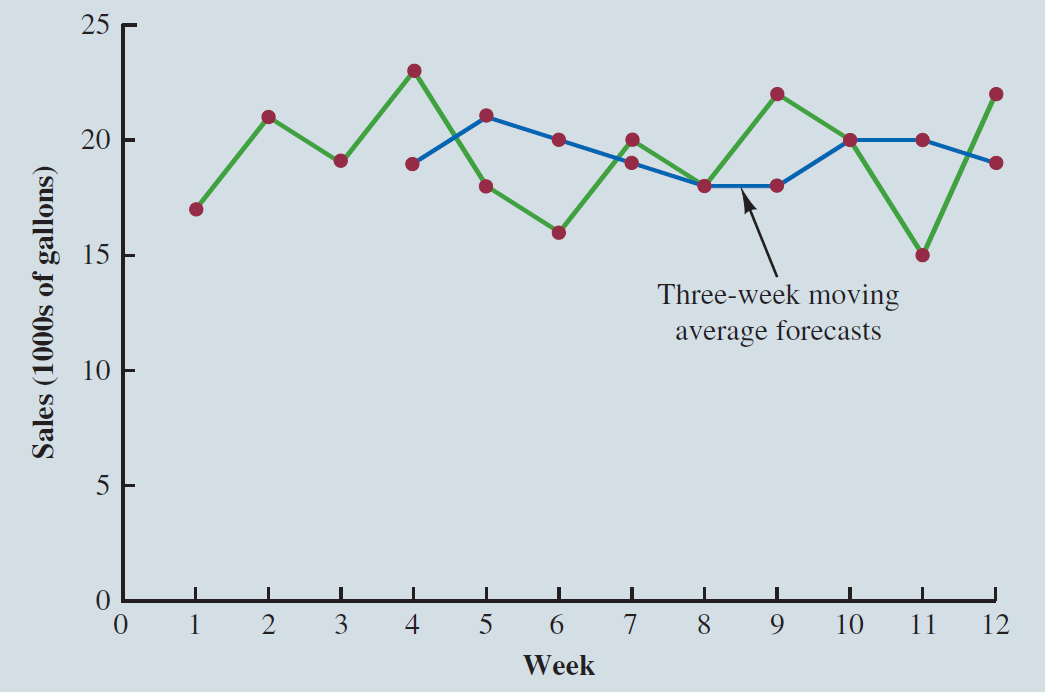 25
20
15
10
5
0
Sales (1000s of gallons)
Three-week moving
average forecasts
0 1 2 3 4 5 6 7 8 9 10 11 12
Week